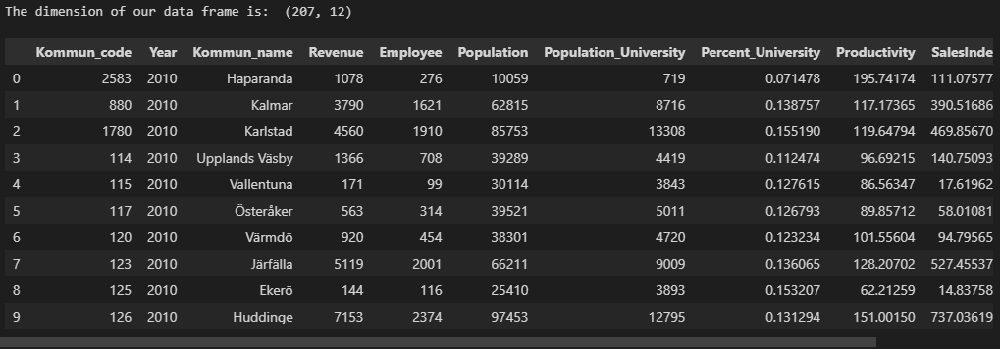 The dimension of our data frame is:  (207, 12)
Kommun_code Year Kommun_name Revenue Employee Population Population_University Percent_University Productivity SalesInde
0 2583 2010 Haparanda 1078 276 10059 719 0.071478 195.74174 111.07577
1 880 2010 Kalmar 3790 1621 62815 8716 0.138757 117.17365 390.51686
2 1780 2010 Karlstad 4560 1910 85753 13308 0.155190 119.64794 469.85670
3 114 2010 Upplands Väsby 1366 708 39289 4419 0.112474 96.69215 140.75093
4 115 2010 Vallentuna 171 99 30114 3843 0.127615 86.56347 17.61962
5 117 2010 Österåker 563 314 39521 5011 0.126793 89.85712 58.01081
6 120 2010 Värmdö 920 454 38301 4720 0.123234 101.55604 94.79565
7 123 2010 Järfälla 5119 2001 66211 9009 0.136065 128.20702 527.45537
8 125 2010 Ekerö 144 116 25410 3893 0.153207 62.21259 14.83758
9 126 2010 Huddinge 7153 2374 97453 12795 0.131294 151.00150 737.03619